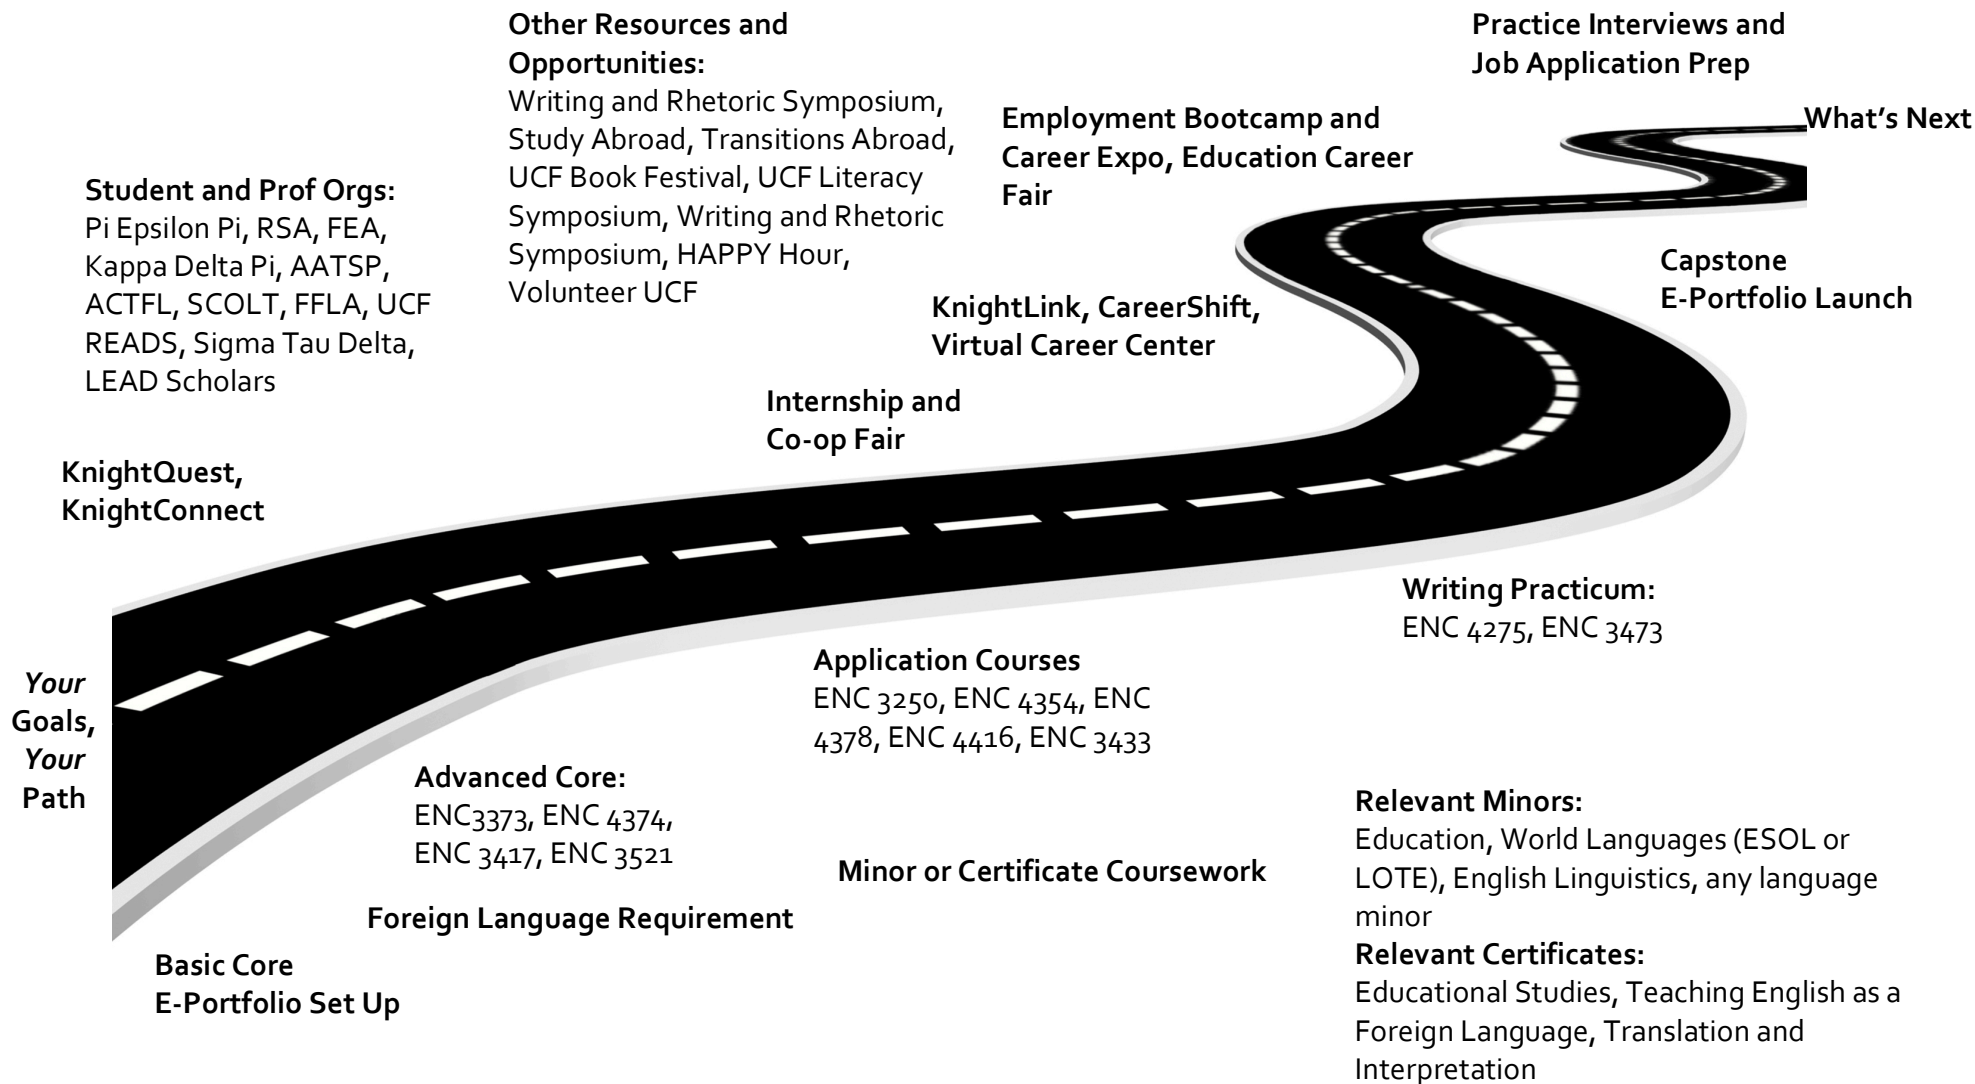 Other Resources and
Opportunities:
Writing and Rhetoric Symposium,
Study Abroad, Transitions Abroad,
UCF Book Festival, UCF Literacy
Symposium, Writing and Rhetoric
Symposium, HAPPY Hour,
Volunteer UCF
Practice Interviews and
Job Application Prep
Employment Bootcamp and
Career Expo, Education Career
Fair
What's Next
Student and Prof Orgs:
Pi Epsilon Pi, RSA, FEA,
Kappa Delta Pi, AATSP,
ACTFL, SCOLT, FFLA, UCF
READS, Sigma Tau Delta,
LEAD Scholars
Capstone
E-Portfolio Launch
KnightLink, CareerShift,
Virtual Career Center
Internship and
Co-op Fair
KnightQuest,
KnightConnect
Your
Goals,
Your
Path
Writing Practicum:
ENC 4275, ENC 3473
Application Courses
ENC 3250, ENC 4354, ENC
4378, ENC 4416, ENC 3433
Advanced Core:
ENC3373, ENC 4374,
ENC 3417, ENC 3521
Minor or Certificate Coursework
Foreign Language Requirement
Basic Core
E-Portfolio Set Up
Relevant Minors:
Education, World Languages (ESOL or
LOTE), English Linguistics, any language
minor
Relevant Certificates:
Educational Studies, Teaching English as a
Foreign Language, Translation and
Interpretation